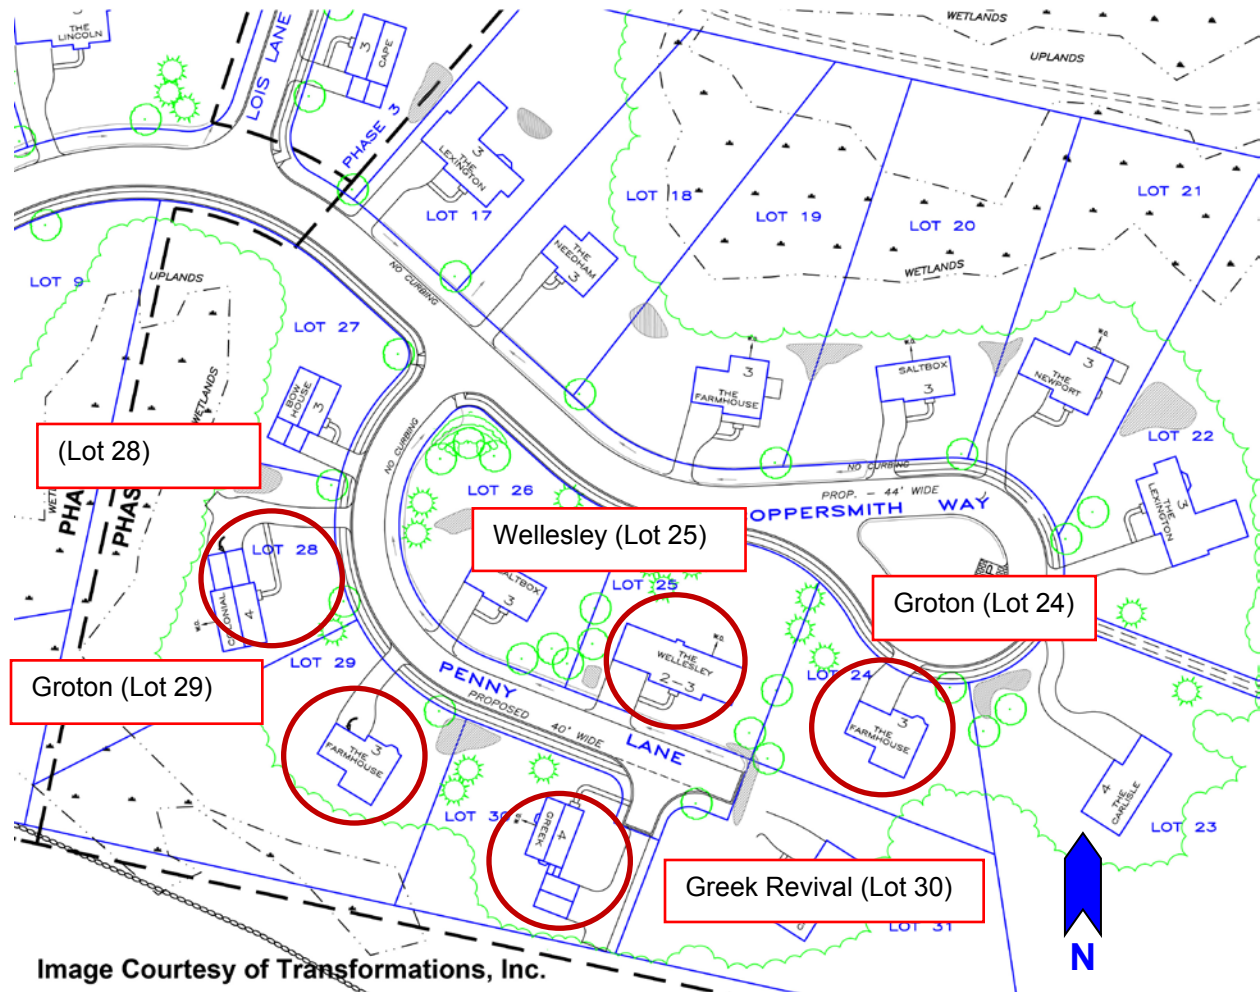 THE
LINCOLN
LOIS LANE
3
CAPE
PHASE 3
3
THE
LEXINGTON
LOT 17
WETLANDS
UPLANDS
LOT 18
LOT 19
LOT 20
LOT 21
WETLANDS
THE
NEEDHAM
3
NO CURBING
LOT 9
UPLANDS
WETLANDS
LOT 27
BOW
HOUSE
3
3
THE
FARMHOUSE
W.D.
SALTBOX
3
W.D.
3
THE
NEWPORT
W.D.
LOT 22
3
THE
LEXINGTON
(Lot 28)
PHA
PHAS
NO CURBING
LOT 26
NO CURBING
PROP. - 44' WIDE
OPPERSMITH WAY
Wellesley (Lot 25)
LOT 28
COLONIAL
4
W.D.
LOT 25
3
Groton (Lot 24)
Groton (Lot 29)
LOT 29
THE
WELLESLEY
2-3
W.D.
LOT 24
3
THE
FARMHOUSE
PENNY LANE
PROPOSED 40' WIDE
3
THE
FARMHOUSE
4
THE
CARLISLE
LOT 23
LOT 30
GREEK
4
W.D.
Greek Revival (Lot 30)
LOT 31
N
Image Courtesy of Transformations, Inc.